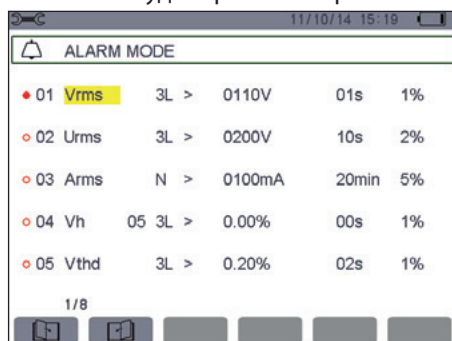 11/10/14 15:19
ALARM MODE
01 Vrms 3L > 0110V 01s 1%
02 Urms 3L > 0200V 10s 2%
03 Arms N > 0100mA 20min 5%
04 Vh 05 3L > 0.00% 00s 1%
05 Vthd 3L > 0.20% 02s 1%
1/8